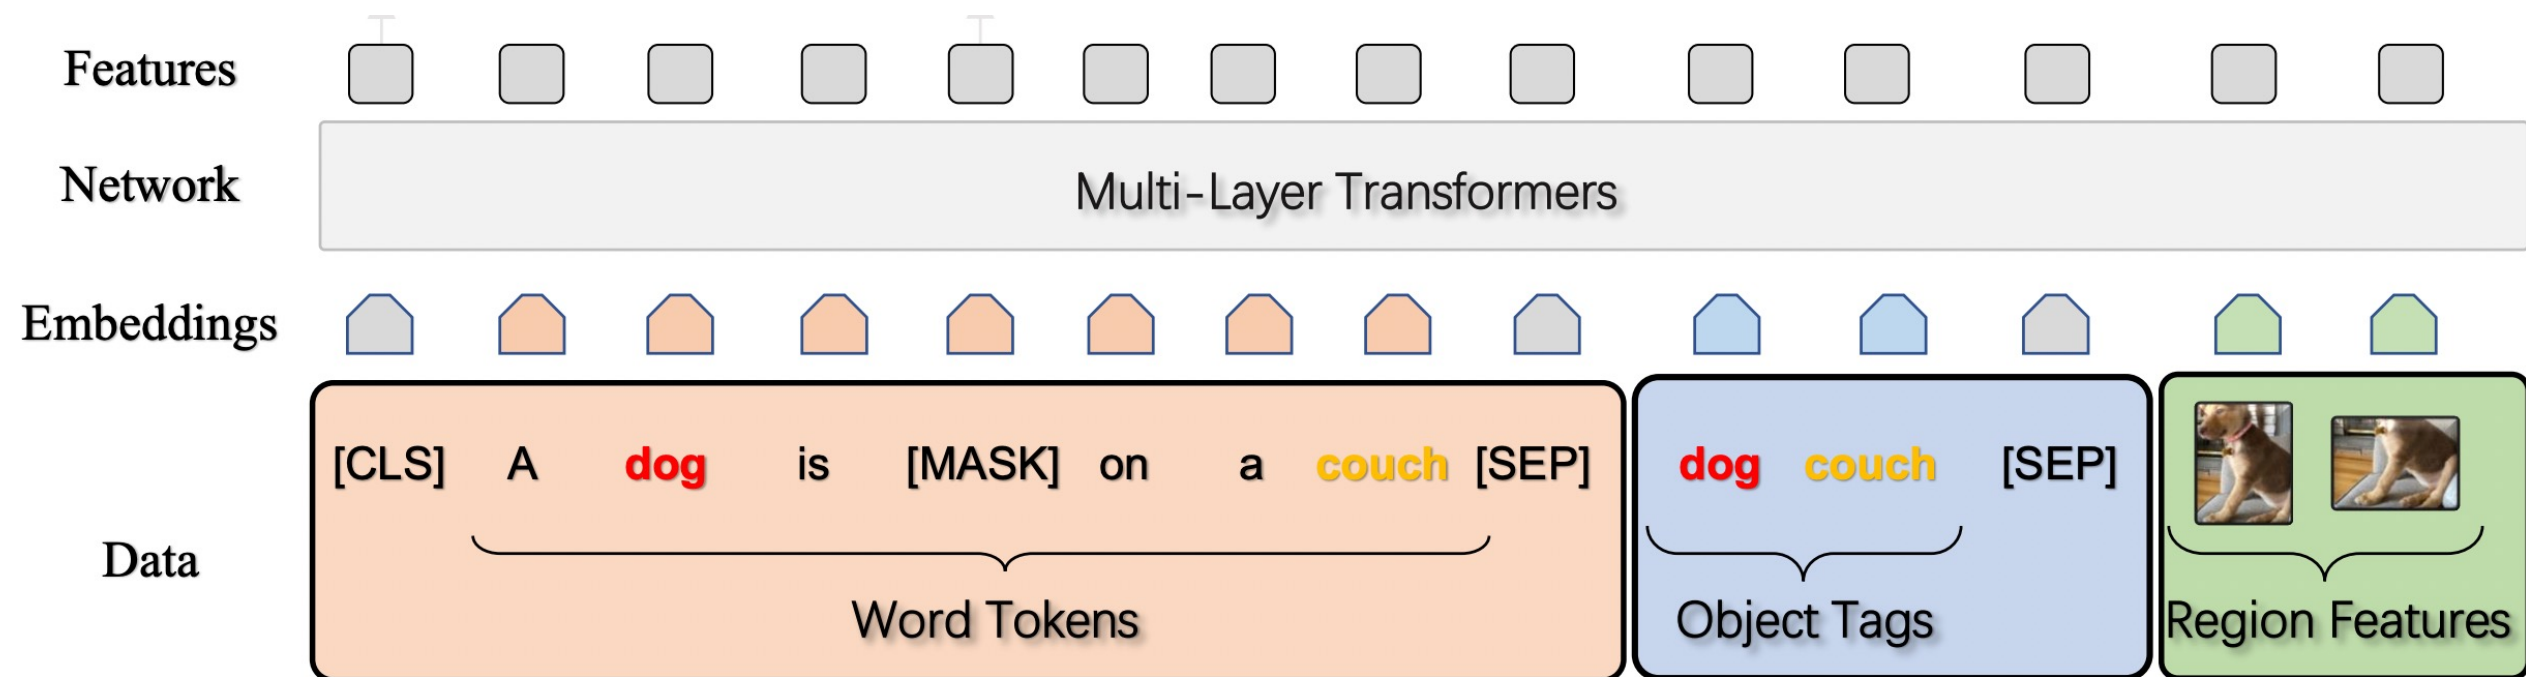 Features
Network
Multi-Layer Transformers
Embeddings
Data
[CLS] A dog is [MASK] on a couch [SEP] dog couch [SEP]
Word Tokens
Object Tags
Region Features